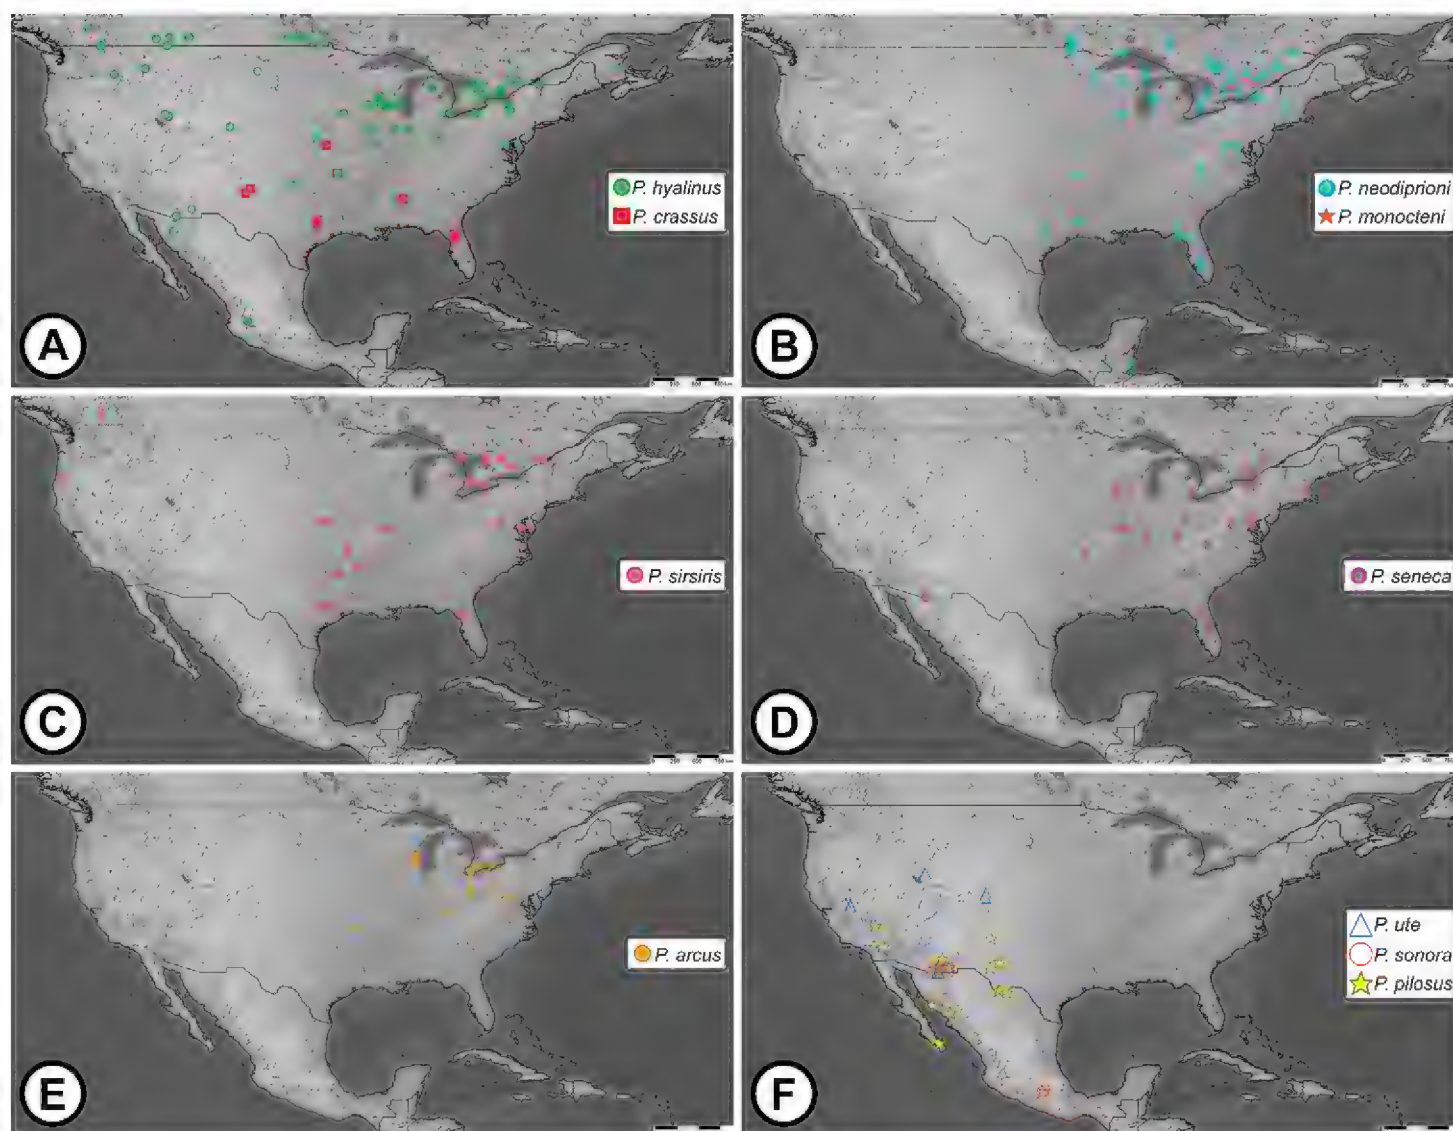 P. hyalinus
P. crassus
A
P. neodiprioni
P. monocteni
B
P. sirsiris
C
P. seneca
D
P. arcus
E
P. ute
P. sonora
P. pilosus
F